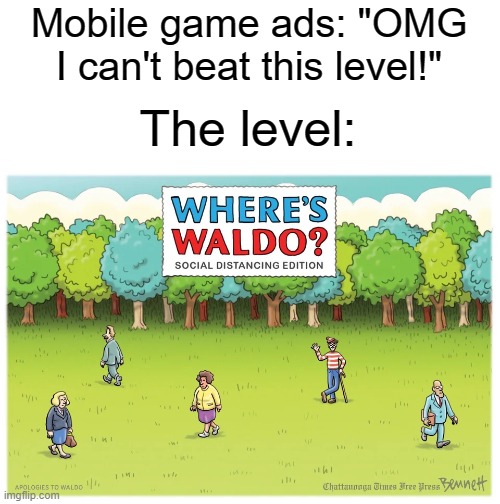 Mobile game ads: "OMG
I can't beat this level!"
The level:
WHERE'S
WALDO?
SOCIAL DISTANCING EDITION
APOLOGIES TO WALDO
Chattanooga Times Free Press Bennett
imgflip.com